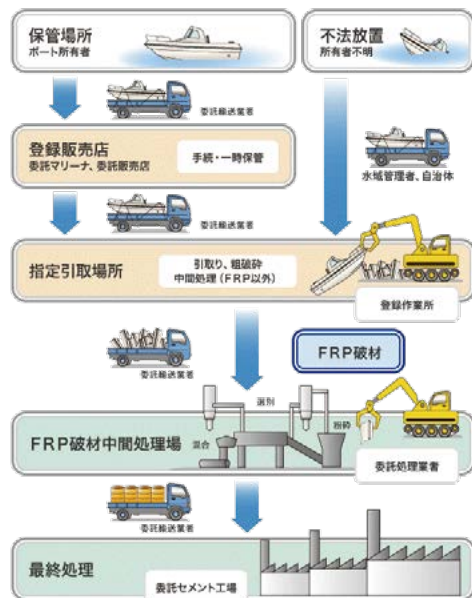 保管場所
ボート所有者
不法放置
所有者不明
委託輸送業者
登録販売店
委託マリーナ、委託販売店
手続・一時保管
水域管理者、自治体
委託輸送業者
指定引取場所
引取り、粗破砕
中間処理（FRP以外）
登録作業所
FRP破材
委託輸送業者
選別
粉砕
混合
FRP破材中間処理場
委託処理業者
委託輸送業者
最終処理
委託セメント工場